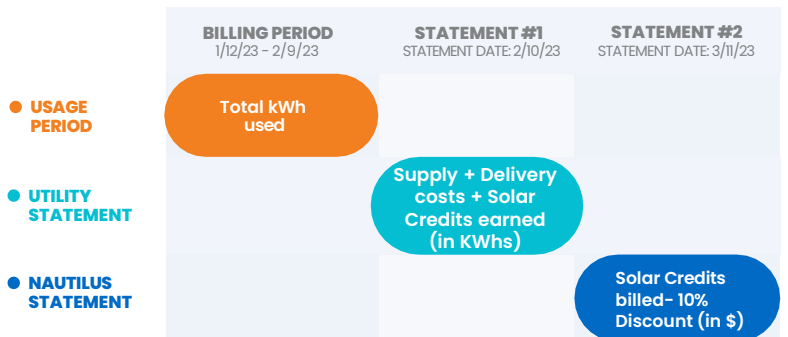 BILLING PERIOD
1/12/23 - 2/9/23
STATEMENT #1
STATEMENT DATE: 2/10/23
STATEMENT #2
STATEMENT DATE: 3/11/23
USAGE
PERIOD
Total kWh
used
UTILITY
STATEMENT
Supply + Delivery
costs + Solar
Credits earned
(in KWhs)
NAUTILUS
STATEMENT
Solar Credits
billed- 10%
Discount (in $)